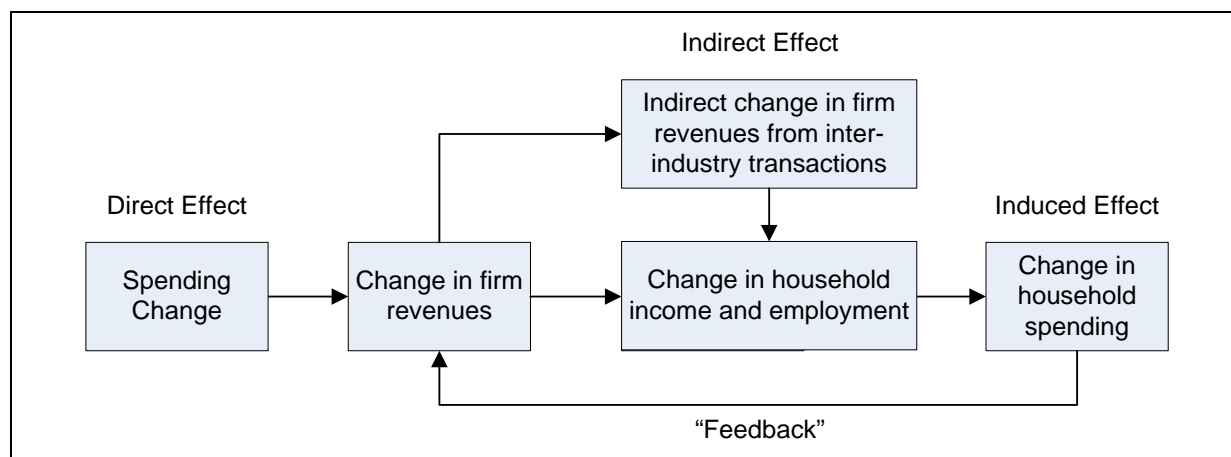 Indirect Effect
Indirect change in firm
revenues from inter-
industry transactions
Direct Effect
Induced Effect
Spending
Change
Change in firm
revenues
Change in household
income and employment
Change in
household
spending
“Feedback”